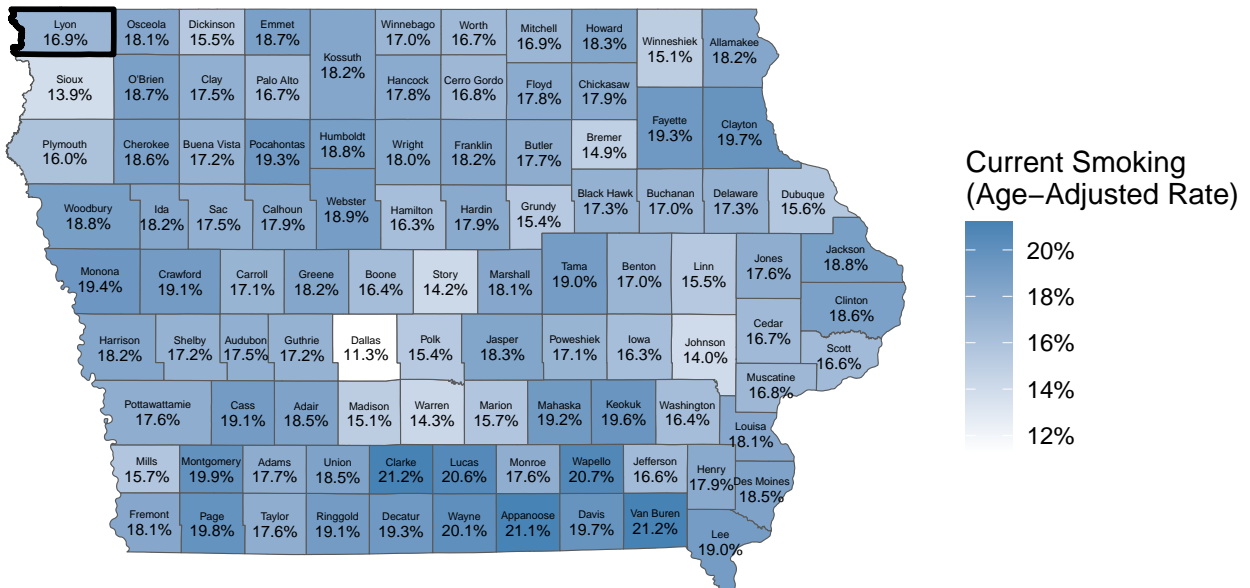 Lyon
16.9%
Osceola
18.1%
Dickinson
15.5%
Emmet
18.7%
Kossuth
18.2%
Winnebago
17.0%
Worth
16.7%
Mitchell
16.9%
Howard
18.3%
Winneshiek
15.1%
Allamakee
18.2%
Sioux
13.9%
O'Brien
18.7%
Clay
17.5%
Palo Alto
16.7%
Hancock
17.8%
Cerro Gordo
16.8%
Floyd
17.8%
Chickasaw
17.9%
Fayette
19.3%
Clayton
19.7%
Plymouth
16.0%
Cherokee
18.6%
Buena Vista
17.2%
Pocahontas
19.3%
Humboldt
18.8%
Wright
18.0%
Franklin
18.2%
Butler
17.7%
Bremer
14.9%
Woodbury
18.8%
Ida
18.2%
Sac
17.5%
Calhoun
17.9%
Webster
18.9%
Hamilton
16.3%
Hardin
17.9%
Grundy
15.4%
Black Hawk
17.3%
Buchanan
17.0%
Delaware
17.3%
Dubuque
15.6%
Monona
19.4%
Crawford
19.1%
Carroll
17.1%
Greene
18.2%
Boone
16.4%
Story
14.2%
Marshall
18.1%
Tama
19.0%
Benton
17.0%
Linn
15.5%
Jones
17.6%
Jackson
18.8%
Clinton
18.6%
Harrison
18.2%
Shelby
17.2%
Audubon
17.5%
Guthrie
17.2%
Dallas
11.3%
Polk
15.4%
Jasper
18.3%
Poweshiek
17.1%
Iowa
16.3%
Johnson
14.0%
Cedar
16.7%
Scott
16.6%
Muscatine
16.8%
Pottawattamie
17.6%
Cass
19.1%
Adair
18.5%
Madison
15.1%
Warren
14.3%
Marion
15.7%
Mahaska
19.2%
Keokuk
19.6%
Washington
16.4%
Louisa
18.1%
Mills
15.7%
Montgomery
19.9%
Adams
17.7%
Union
18.5%
Clarke
21.2%
Lucas
20.6%
Monroe
17.6%
Wapello
20.7%
Jefferson
16.6%
Henry
17.9%
Des Moines
18.5%
Fremont
18.1%
Page
19.8%
Taylor
17.6%
Ringgold
19.1%
Decatur
19.3%
Wayne
20.1%
Appanoose
21.1%
Davis
19.7%
Van Buren
21.2%
Lee
19.0%
Current Smoking
(Age−Adjusted Rate)
20%
18%
16%
14%
12%